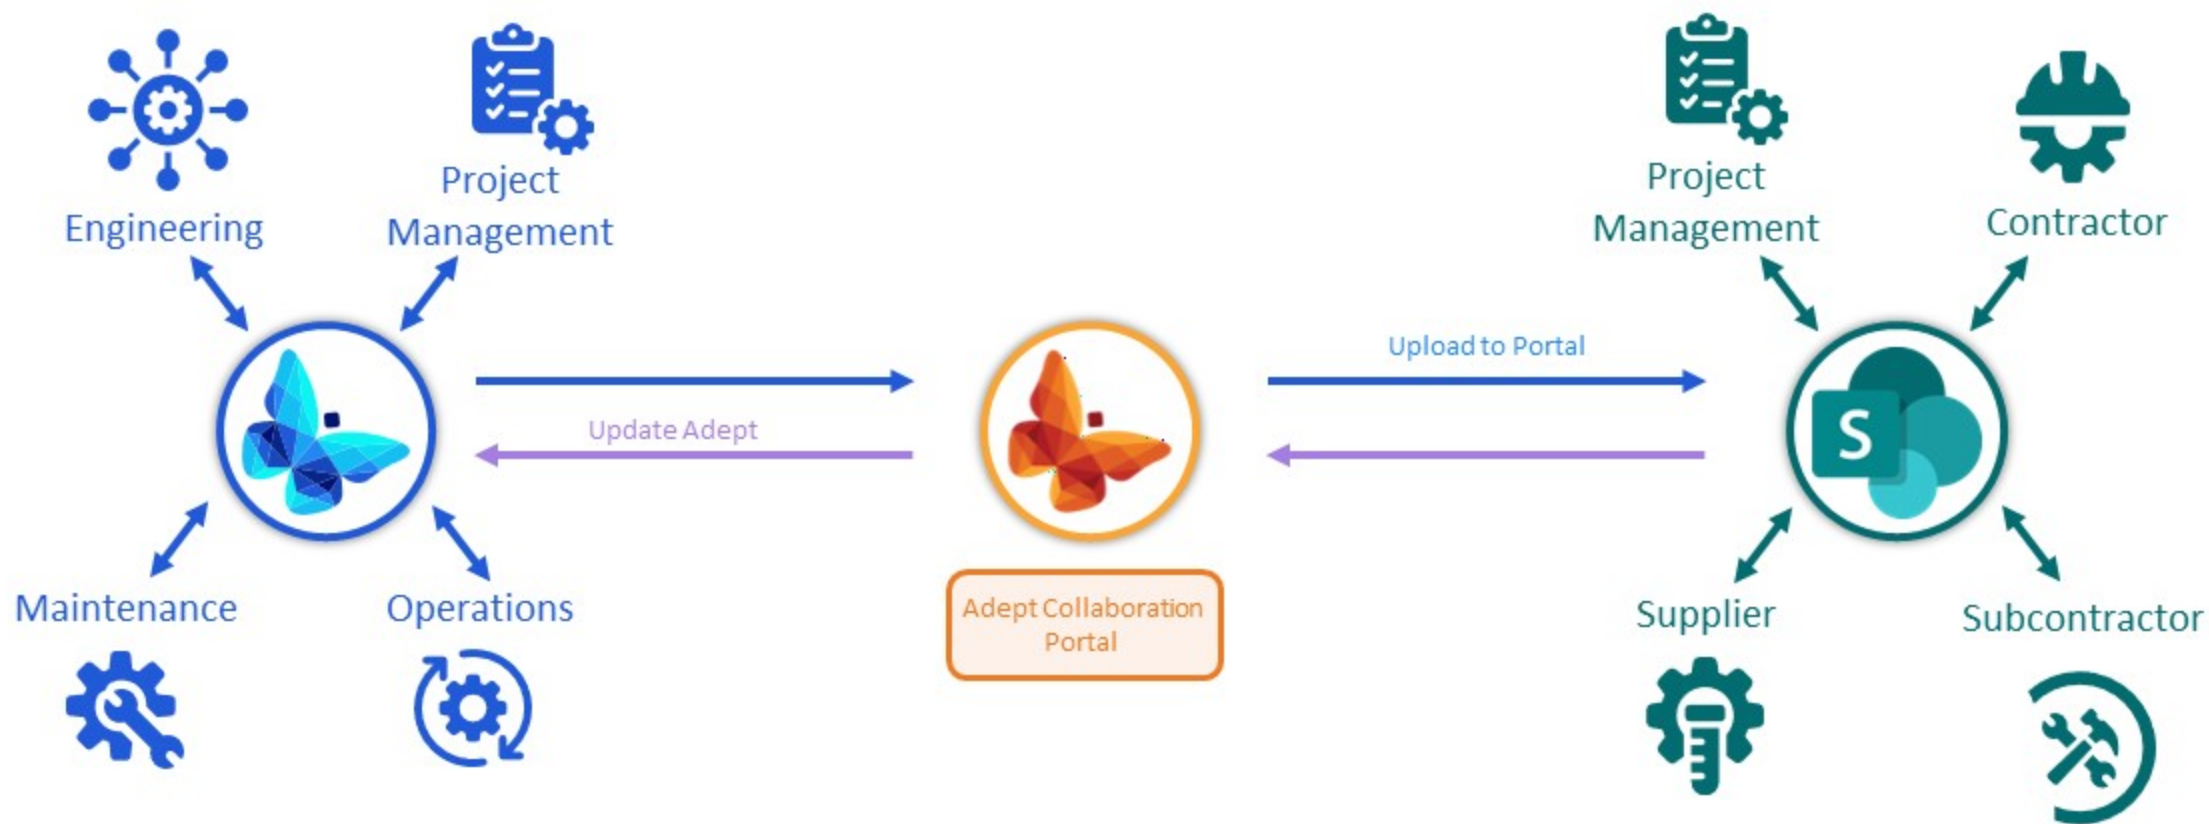 Project
Management
Engineering
Project
Management
Contractor
Upload to Portal
Update Adept
S
Maintenance
Operations
Adept Collaboration
Portal
Supplier
Subcontractor